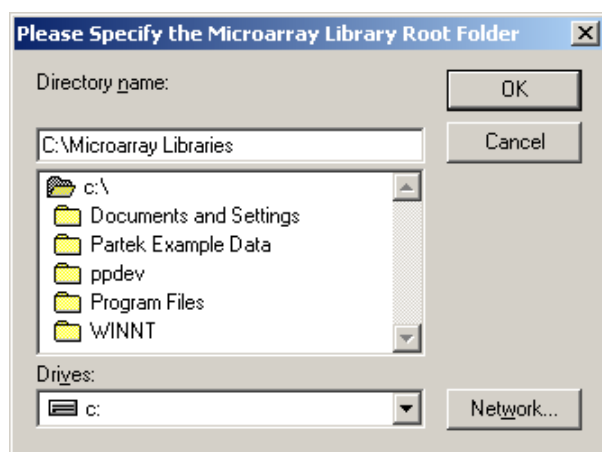 Please Specify the Microarray Library Root Folder
Directory name:
OK
C:\Microarray Libraries
Cancel
c:\
Documents and Settings
Partek Example Data
ppdev
Program Files
WINNT
Drives:
c:
Network...